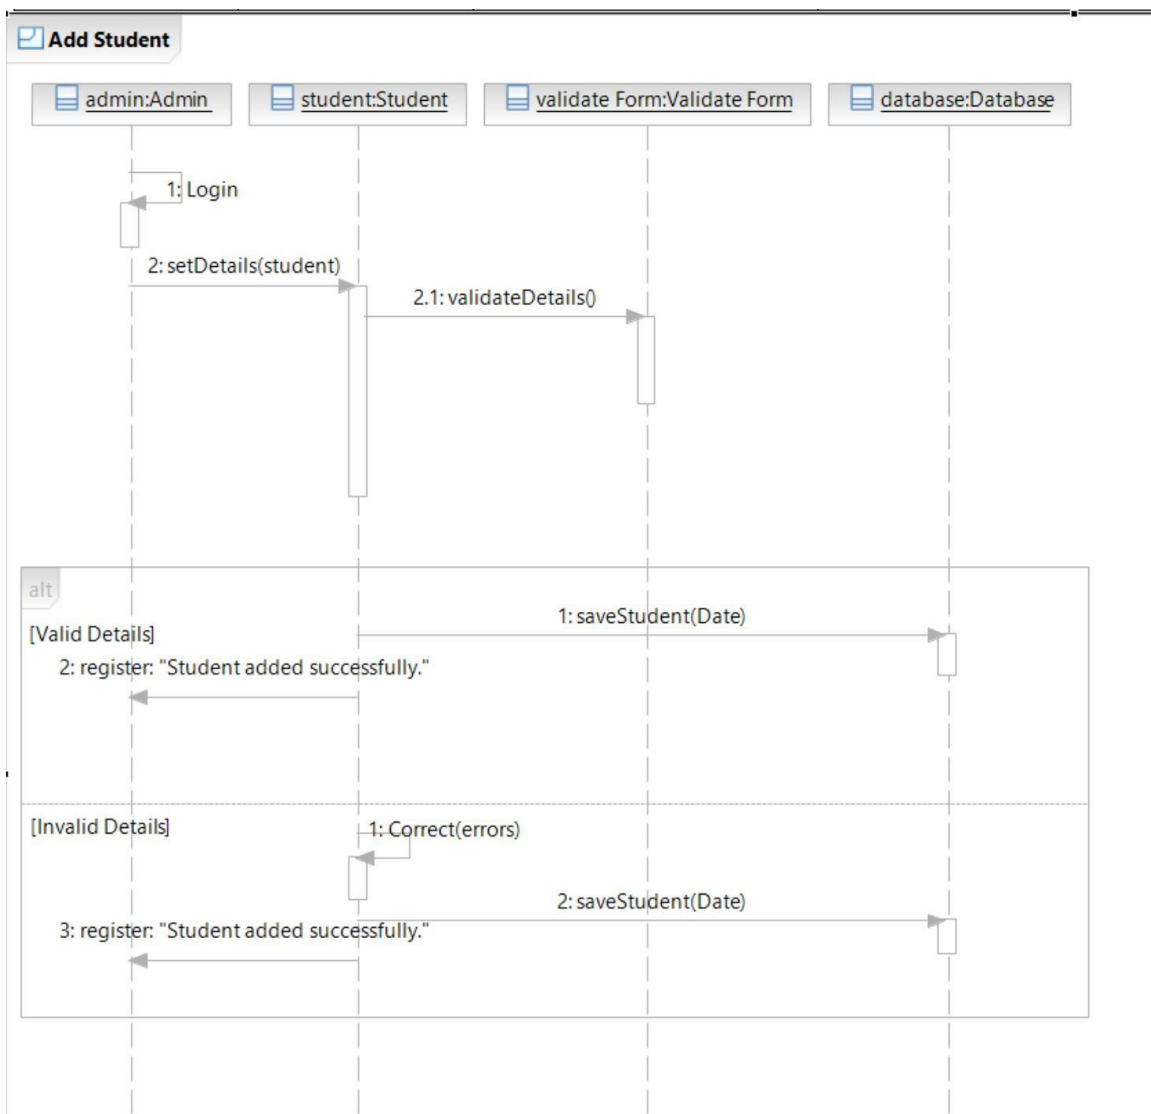 Add Student
admin:Admin
student:Student
validate Form:Validate Form
database:Database
1: Login
2: setDetails(student)
2.1: validateDetails()
alt
1: saveStudent(Date)
[Valid Details]
2: register: "Student added successfully."
[Invalid Details]
1: Correct(errors)
2: saveStudent(Date)
3: register: "Student added successfully."